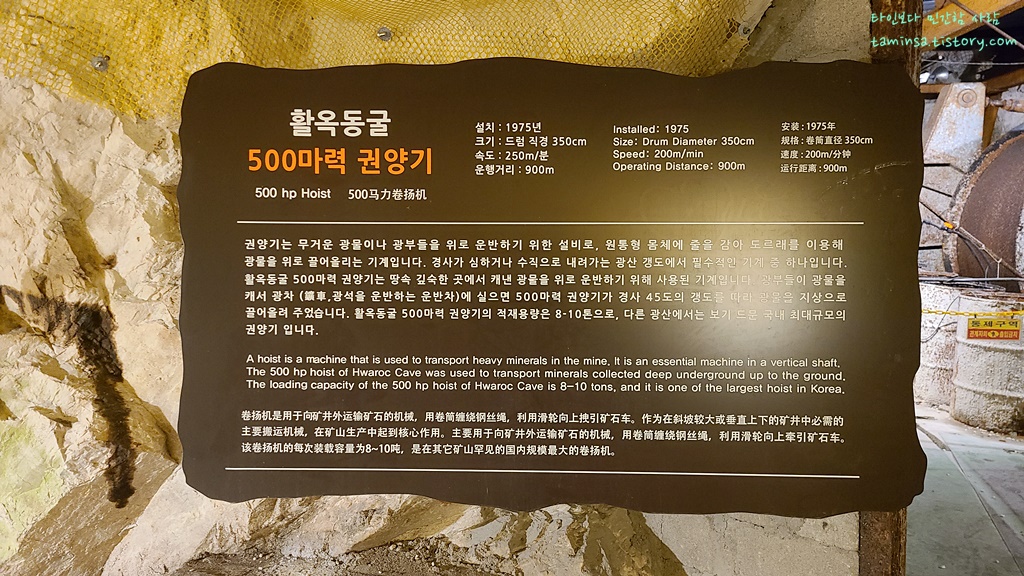 타인보다 민감한 사람
taminsa.tistory.com
활옥동굴
500마력 권양기
500 hp Hoist 500马力卷扬机
설치 : 1975년
크기 : 드럼 직경 350cm
속도 : 250m/분
운행거리 : 900m
Installed: 1975
Size: Drum Diameter 350cm
Speed: 200m/min
Operating Distance: 900m
安装 : 1975年
规格 : 卷筒直径 350cm
速度 : 200m/分钟
运行距离 : 900m
권양기는 무거운 광물이나 광부들을 위로 운반하기 위한 설비로, 원통형 몸체에 줄을 감아 도르래를 이용해
광물을 위로 끌어올리는 기계입니다. 경사가 심하거나 수직으로 내려가는 광산 갱도에서 필수적인 기계 중 하나입니다.
활옥동굴 500마력 권양기는 땅속 깊숙한 곳에서 캐낸 광물을 위로 운반하기 위해 사용된 기계입니다. 광부들이 광물을
캐서 광차 (鑛車,광석을 운반하는 운반차)에 실으면 500마력 권양기가 경사 45도의 갱도를 따라 광물을 지상으로
끌어올려 주었습니다. 활옥동굴 500마력 권양기의 적재용량은 8-10톤으로, 다른 광산에서는 보기 드문 국내 최대규모의
권양기 입니다.
A hoist is a machine that is used to transport heavy minerals in the mine. It is an essential machine in a vertical shaft.
The 500 hp hoist of Hwaroc Cave was used to transport minerals collected deep underground up to the ground.
The loading capacity of the 500 hp hoist of Hwaroc Cave is 8–10 tons, and it is one of the largest hoist in Korea.
卷扬机是用于向矿井外运输矿石的机械，用卷筒缠绕钢丝绳，利用滑轮向上拽引矿石车。作为在斜坡较大或垂直上下的矿井中必需的
主要搬运机械，在矿山生产中起到核心作用。主要用于向矿井外运输矿石的机械，用卷筒缠绕钢丝绳，利用滑轮向上牵引矿石车。
该卷扬机的每次装载容量为8~10吨，是在其它矿山罕见的国内规模最大的卷扬机。
통제구역